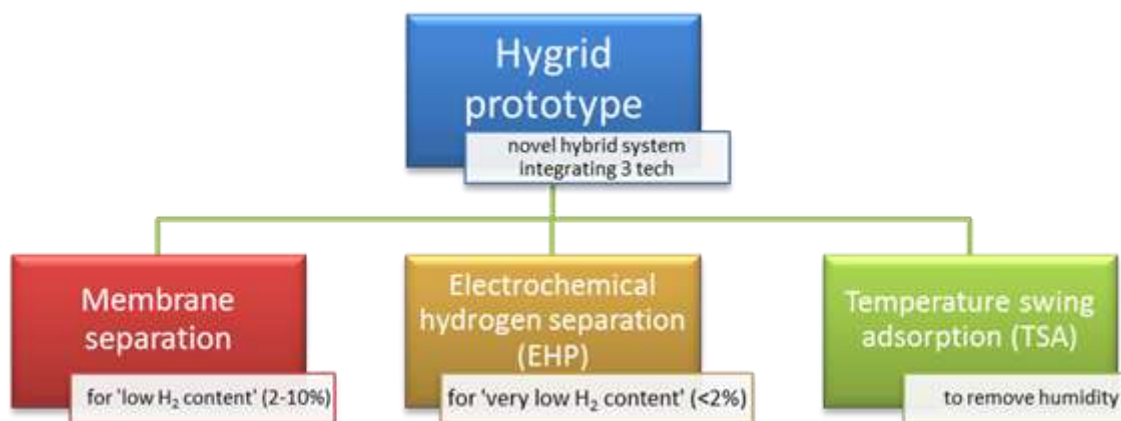 Hygrid
prototype
novel hybrid system
integrating 3 tech
Membrane
separation
for 'low H₂ content' (2-10%)
Electrochemical
hydrogen separation
(EHP)
for 'very low H₂ content' (<2%)
Temperature swing
adsorption (TSA)
to remove humidity